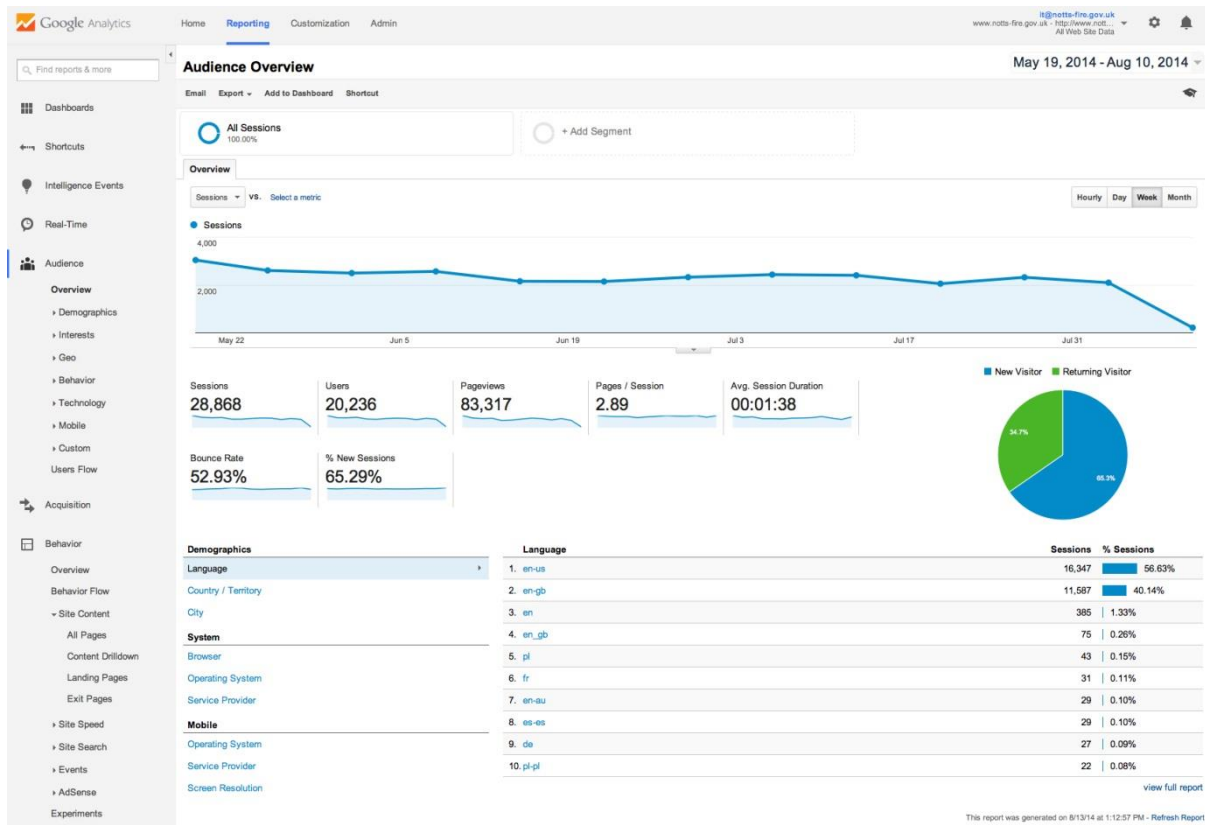 Google Analytics
Home Reporting Customization Admin
it@notts-fire.gov.uk
www.notts-fire.gov.uk - http://www.nott...
All Web Site Data
Find reports & more
Dashboards
Shortcuts
Intelligence Events
Real-Time
Audience
Overview
Demographics
Interests
Geo
Behavior
Technology
Mobile
Custom
Users Flow
Acquisition
Behavior
Overview
Behavior Flow
Site Content
All Pages
Content Drilldown
Landing Pages
Exit Pages
Site Speed
Site Search
Events
AdSense
Experiments
Audience Overview
May 19, 2014 - Aug 10, 2014
Email Export Add to Dashboard Shortcut
All Sessions
100.00%
+ Add Segment
Overview
Sessions VS. Select a metric
Hourly Day Week Month
Sessions
4,000
2,000
May 22 Jun 5 Jun 19 Jul 3 Jul 17 Jul 31
New Visitor Returning Visitor
34.7%
65.3%
Sessions Users Pageviews Pages / Session Avg. Session Duration
28,868 20,236 83,317 2.89 00:01:38
Bounce Rate % New Sessions
52.93% 65.29%
Demographics
Language
Country / Territory
City
System
Browser
Operating System
Service Provider
Mobile
Operating System
Service Provider
Screen Resolution
Language Sessions % Sessions
1. en-us 16,347 56.63%
2. en-gb 11,587 40.14%
3. en 385 1.33%
4. en_gb 75 0.26%
5. pl 43 0.15%
6. fr 31 0.11%
7. en-au 29 0.10%
8. es-es 29 0.10%
9. de 27 0.09%
10. pl-pl 22 0.08%
view full report
This report was generated on 8/13/14 at 1:12:57 PM - Refresh Report